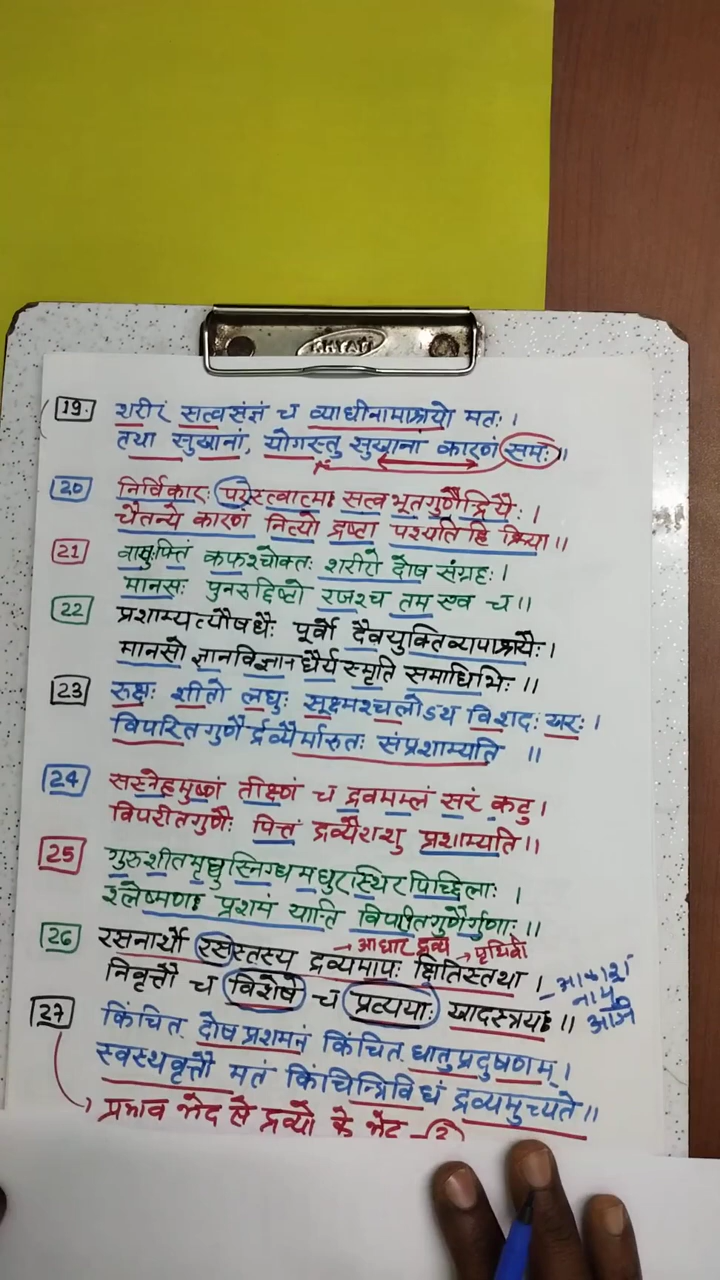 19. शरीरं सत्वसंज्ञं च व्याधीनामाश्रयो मतः ।
तथा सुखानां, योगस्तु सुखानां कारणं समः ॥
20 निर्विकारः परस्त्वात्मा सत्व भूतगुणैन्द्रियैः ।
चैतन्ये कारणं नित्यो द्रष्टा पश्यति हि क्रिया ॥
21 वायुःपित्तं कफश्चोक्तः शरीरो दोष संग्रहः ।
मानसः पुनरुद्दिष्टो रजश्च तम एव च ॥
22 प्रशाम्यत्यौषधैः पूर्वो दैवयुक्तिव्यपाश्रयैः ।
मानसो ज्ञानविज्ञान धैर्य स्मृति समाधिभिः ॥
23 रुक्षः शीतो लघुः सूक्ष्मश्चलोऽथ विशदः खरः ।
विपरितगुणै र्द्रव्यैर्मारुतः संप्रशाम्यति ॥
24 सस्नेहमुष्णं तीक्ष्णं च द्रवमम्लं सरं कटु ।
विपरीतगुणैः पित्तं द्रव्यैराशु प्रशाम्यति ॥
25 गुरुशीतमृदुस्निग्धमधुरस्थिरपिच्छिलाः ।
श्लेष्मणः प्रशमं यान्ति विपरीतगुणैर्गुणाः ॥
→ आधार द्रव्य → पृथिवी
26 रसनार्थो रसस्तस्य द्रव्यमापः क्षितिस्तथा ।
निवृत्तौ च विशेषे च प्रत्ययाः खादस्त्रयः ॥
– आकाश
वायु
अग्नि
27 किंचित् दोष प्रशमनं किंचित् धातुप्रदुषणम् ।
स्वस्थवृत्तौ मतं किंचित्त्रिविधं द्रव्यमुच्यते ॥
प्रभाव भेद से द्रव्यो के भेद – ③